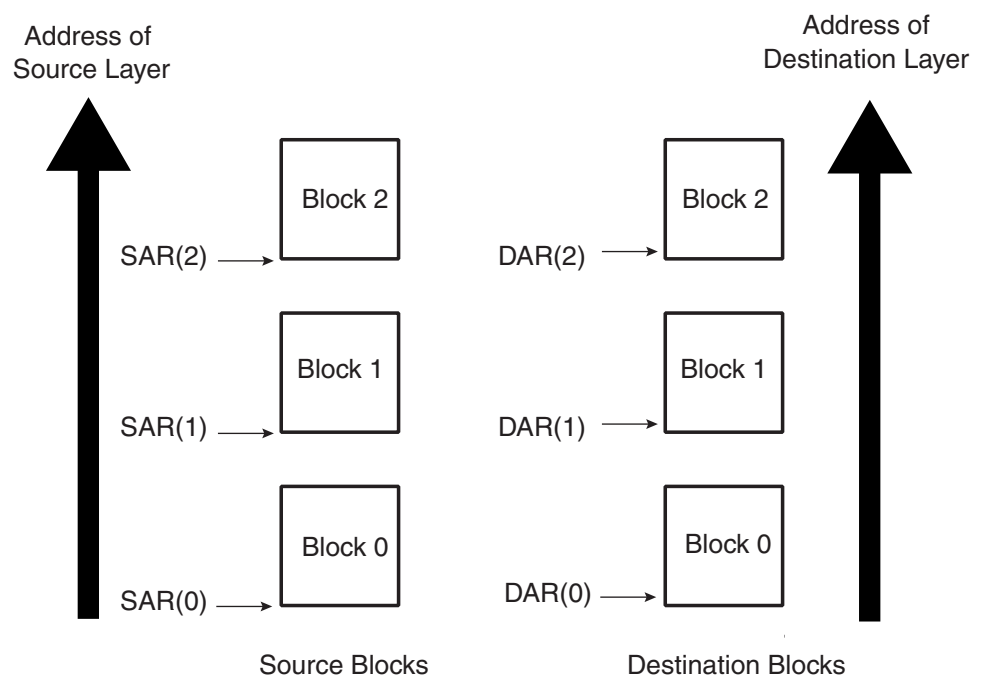 Address of
Source Layer
Address of
Destination Layer
Block 2
Block 2
SAR(2)
DAR(2)
Block 1
Block 1
SAR(1)
DAR(1)
Block 0
Block 0
SAR(0)
DAR(0)
Source Blocks
Destination Blocks